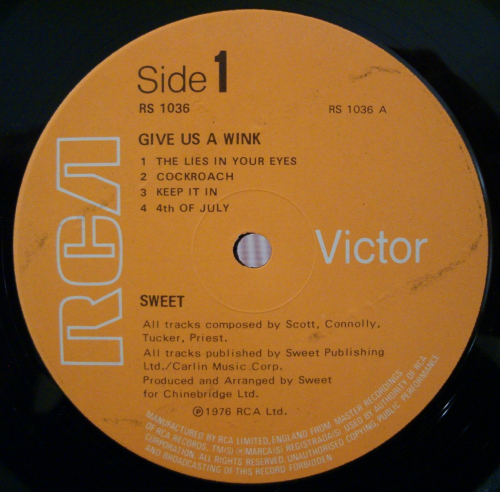 Side 1
RS 1036
RS 1036 A
GIVE US A WINK
1 THE LIES IN YOUR EYES
2 COCKROACH
3 KEEP IT IN
4 4th OF JULY
RCA
Victor
SWEET
All tracks composed by Scott, Connolly,
Tucker, Priest.
All tracks published by Sweet Publishing
Ltd./Carlin Music Corp.
Produced and Arranged by Sweet
for Chinebridge Ltd.
℗ 1976 RCA Ltd.
MANUFACTURED BY RCA LIMITED, ENGLAND FROM MASTER RECORDINGS
OF RCA RECORDS, TM(S) ® MARCA(S) REGISTRADA(S) USED BY AUTHORITY OF RCA
CORPORATION. ALL RIGHTS RESERVED. UNAUTHORISED COPYING, PUBLIC PERFORMANCE
AND BROADCASTING OF THIS RECORD FORBIDDEN